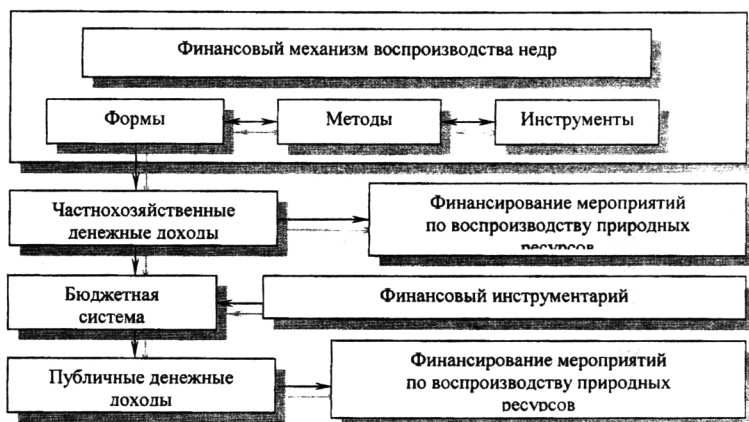 Финансовый механизм воспроизводства недр
Формы
Методы
Инструменты
Частнохозяйственные
денежные доходы
Финансирование мероприятий
по воспроизводству природных
ресурсов
Бюджетная
система
Финансовый инструментарий
Публичные денежные
доходы
Финансирование мероприятий
по воспроизводству природных
ресурсов